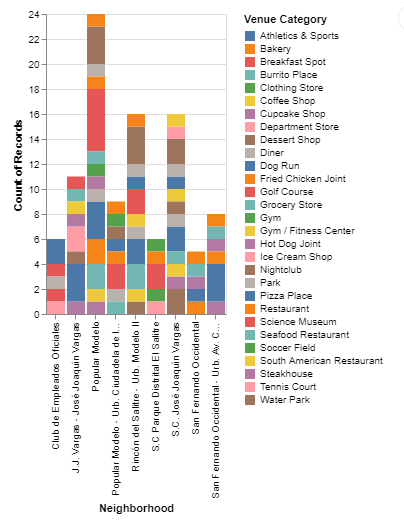 24
22
20
18
16
14
12
10
8
6
4
2
0
Count of Records
Club de Empleados Oficiales
J.J. Vargas - José Joaquín Vargas
Popular Modelo
Popular Modelo - Urb. Ciudadela de l...
Rincón del Salitre - Urb. Modelo II
S.C Parque Distrital El Salitre
S.C. José Joaquín Vargas
San Fernando Occidental
San Fernando Occidental - Urb. Av. C...
Neighborhood
Venue Category
Athletics & Sports
Bakery
Breakfast Spot
Burrito Place
Clothing Store
Coffee Shop
Cupcake Shop
Department Store
Dessert Shop
Diner
Dog Run
Fried Chicken Joint
Golf Course
Grocery Store
Gym
Gym / Fitness Center
Hot Dog Joint
Ice Cream Shop
Nightclub
Park
Pizza Place
Restaurant
Science Museum
Seafood Restaurant
Soccer Field
South American Restaurant
Steakhouse
Tennis Court
Water Park